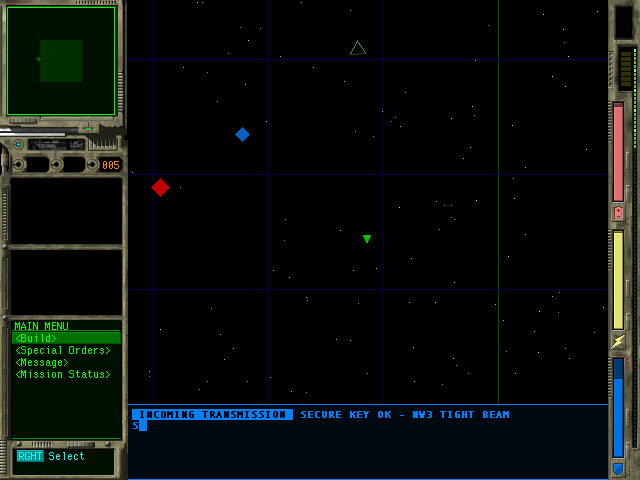 005
MAIN MENU
<Build>
<Special Orders>
<Message>
<Mission Status>
RGHT Select
INCOMING TRANSMISSION SECURE KEY OK - NW3 TIGHT BEAM
S